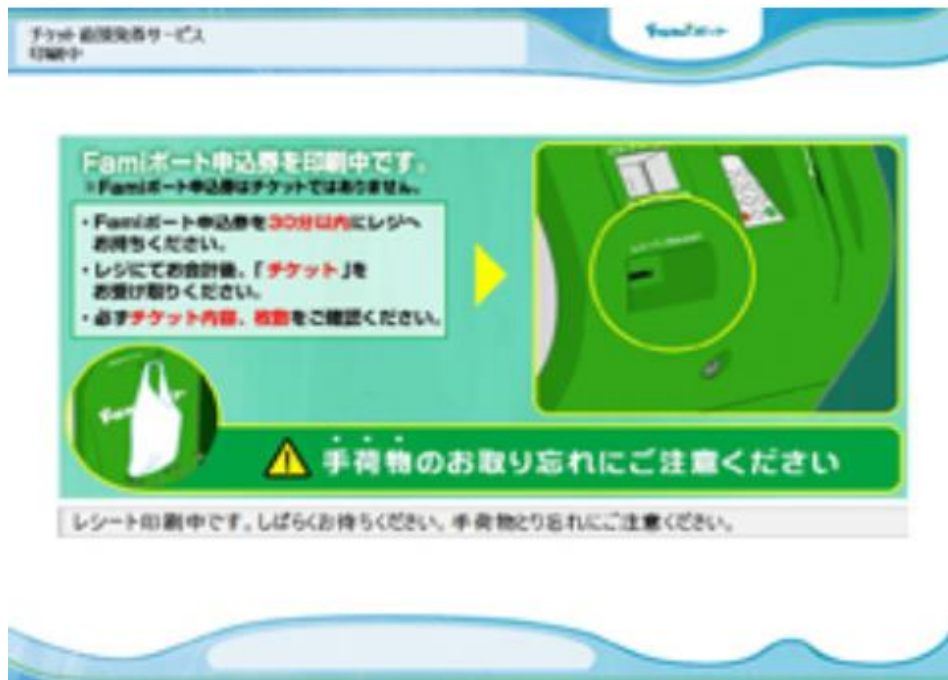 チケット 前売発券サービス
印刷中
Famiポート
Famiポート申込券を印刷中です。
※Famiポート申込券はチケットではありません。
・Famiポート申込券を30分以内にレジへ
お持ちください。
・レジにてお会計後、「チケット」を
お受け取りください。
・必ずチケット内容、枚数をご確認ください。
手荷物のお取り忘れにご注意ください
レシート印刷中です。しばらくお待ちください。手荷物とり忘れにご注意ください。